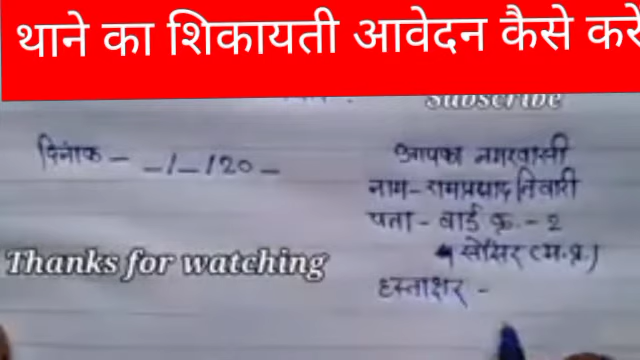 थाने का शिकायती आवेदन कैसे करें
Subscribe
दिनांक - _/_/20_
आपका नगरवासी
नाम - रामप्रसाद तिवारी
पता - वार्ड क्र. - 2
(म.प्र.)
Thanks for watching
हस्ताक्षर -